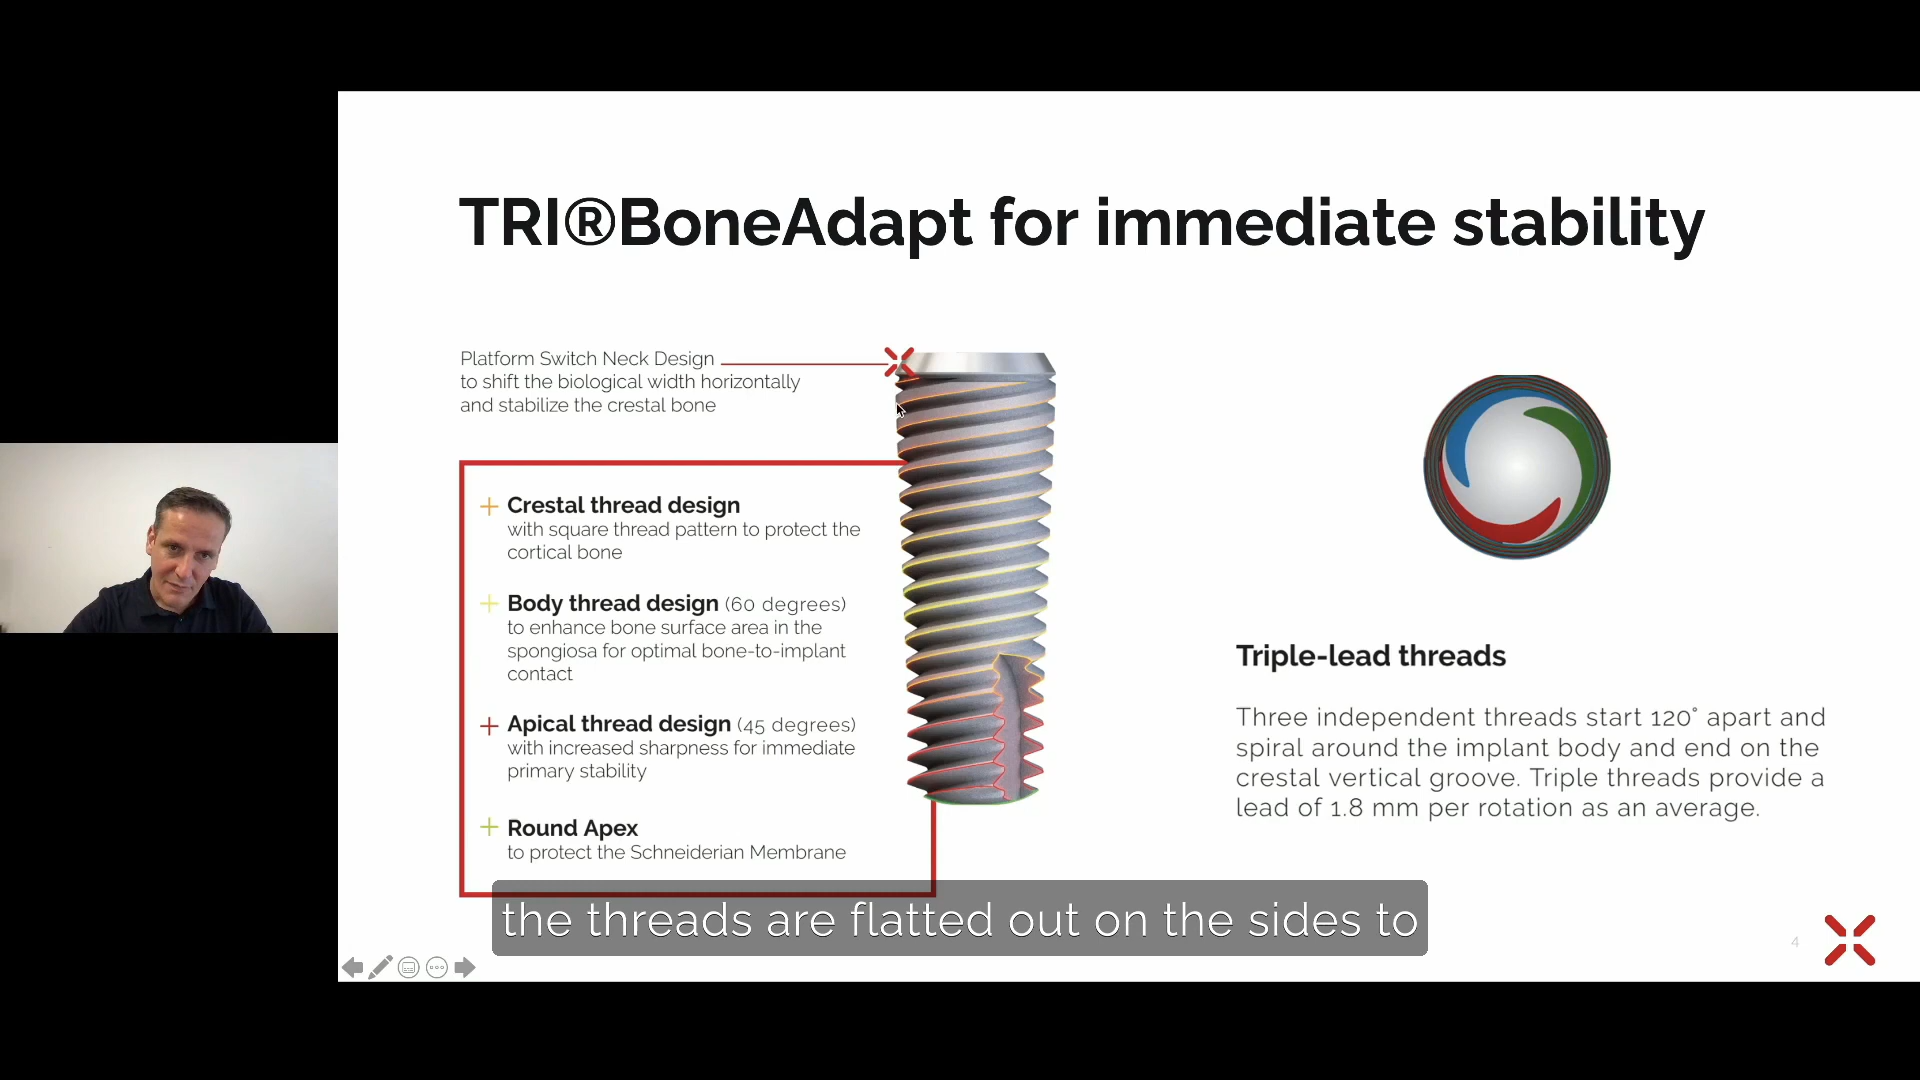 TRI®BoneAdapt for immediate stability
Platform Switch Neck Design
to shift the biological width horizontally
and stabilize the crestal bone
Crestal thread design
with square thread pattern to protect the
cortical bone
Body thread design (60 degrees)
to enhance bone surface area in the
spongiosa for optimal bone-to-implant
contact
Apical thread design (45 degrees)
with increased sharpness for immediate
primary stability
Round Apex
to protect the Schneiderian Membrane
Triple-lead threads
Three independent threads start 120° apart and
spiral around the implant body and end on the
crestal vertical groove. Triple threads provide a
lead of 1.8 mm per rotation as an average.
the threads are flatted out on the sides to
4